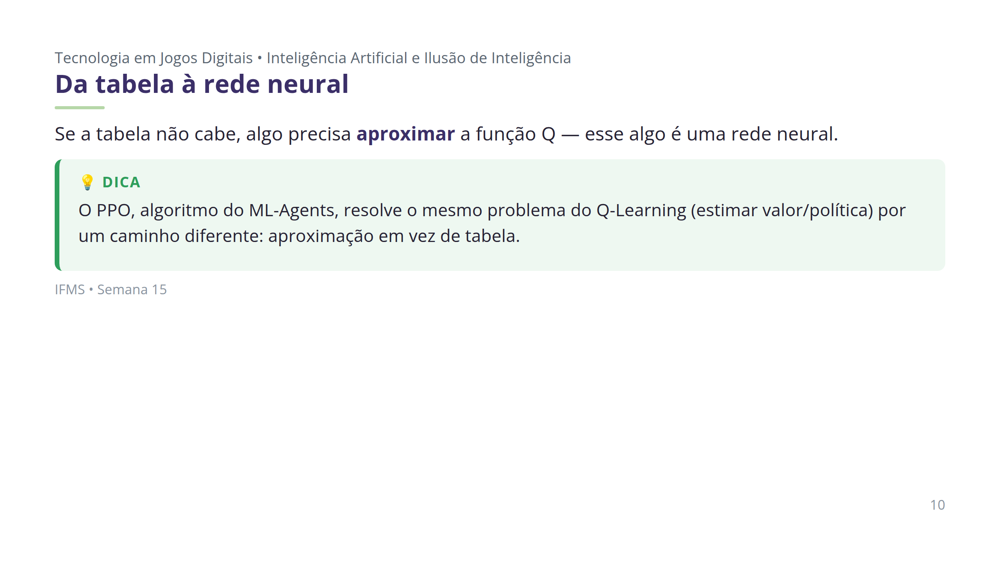 Tecnologia em Jogos Digitais • Inteligência Artificial e Ilusão de Inteligência
Da tabela à rede neural
Se a tabela não cabe, algo precisa aproximar a função Q — esse algo é uma rede neural.
💡 DICA
O PPO, algoritmo do ML-Agents, resolve o mesmo problema do Q-Learning (estimar valor/política) por
um caminho diferente: aproximação em vez de tabela.
IFMS • Semana 15
10